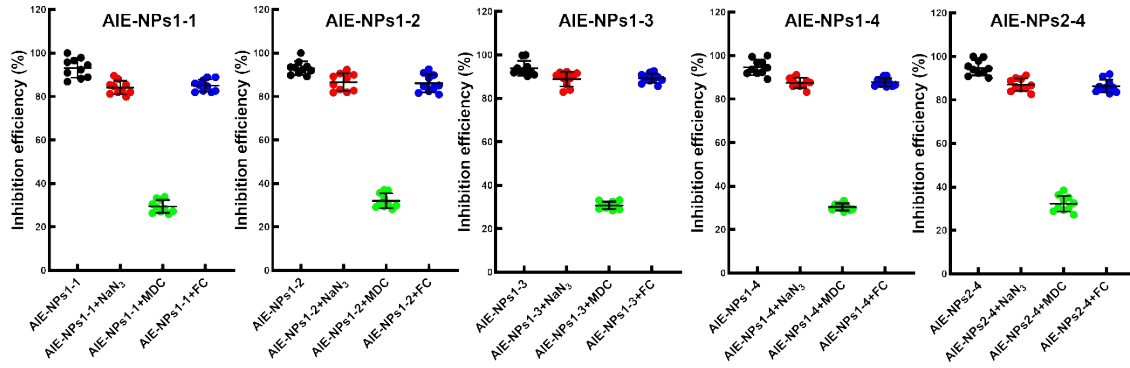 AIE-NPs1-1
Inhibition efficiency (%)
120
100
80
60
40
20
0
AIE-NPs1-1
AIE-NPs1-1+NaN₃
AIE-NPs1-1+MDC
AIE-NPs1-1+FC
AIE-NPs1-2
Inhibition efficiency (%)
120
100
80
60
40
20
0
AIE-NPs1-2
AIE-NPs1-2+NaN₃
AIE-NPs1-2+MDC
AIE-NPs1-2+FC
AIE-NPs1-3
Inhibition efficiency (%)
120
100
80
60
40
20
0
AIE-NPs1-3
AIE-NPs1-3+NaN₃
AIE-NPs1-3+MDC
AIE-NPs1-3+FC
AIE-NPs1-4
Inhibition efficiency (%)
120
100
80
60
40
20
0
AIE-NPs1-4
AIE-NPs1-4+NaN₃
AIE-NPs1-4+MDC
AIE-NPs1-4+FC
AIE-NPs2-4
Inhibition efficiency (%)
120
100
80
60
40
20
0
AIE-NPs2-4
AIE-NPs2-4+NaN₃
AIE-NPs2-4+MDC
AIE-NPs2-4+FC